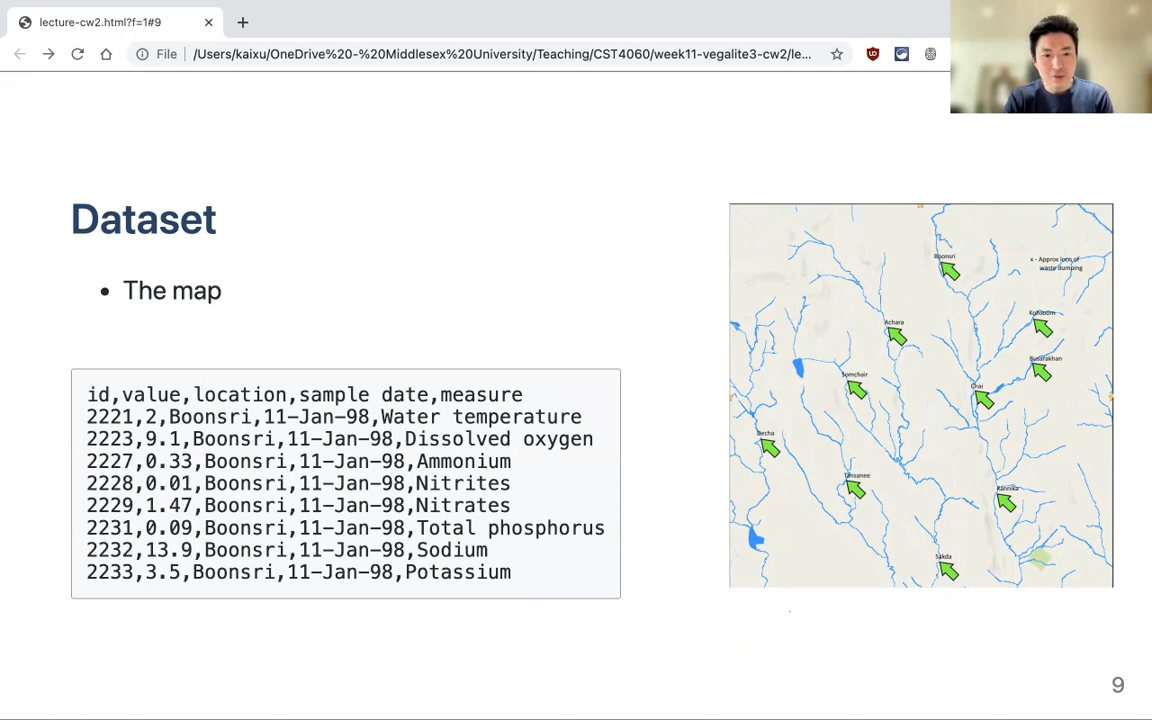 lecture-cw2.html?f=1#9
File
/Users/kaixu/OneDrive%20-%20Middlesex%20University/Teaching/CST4060/week11-vegalite3-cw2/le...
Dataset
• The map
id,value,location,sample date,measure
2221,2,Boonsri,11-Jan-98,Water temperature
2223,9.1,Boonsri,11-Jan-98,Dissolved oxygen
2227,0.33,Boonsri,11-Jan-98,Ammonium
2228,0.01,Boonsri,11-Jan-98,Nitrites
2229,1.47,Boonsri,11-Jan-98,Nitrates
2231,0.09,Boonsri,11-Jan-98,Total phosphorus
2232,13.9,Boonsri,11-Jan-98,Sodium
2233,3.5,Boonsri,11-Jan-98,Potassium
Boonsri
x - Approx locn of
waste dumping
Kohsoom
Achara
Busarakhan
Somchair
Chai
Decha
Tansanee
Kannika
Sakda
9